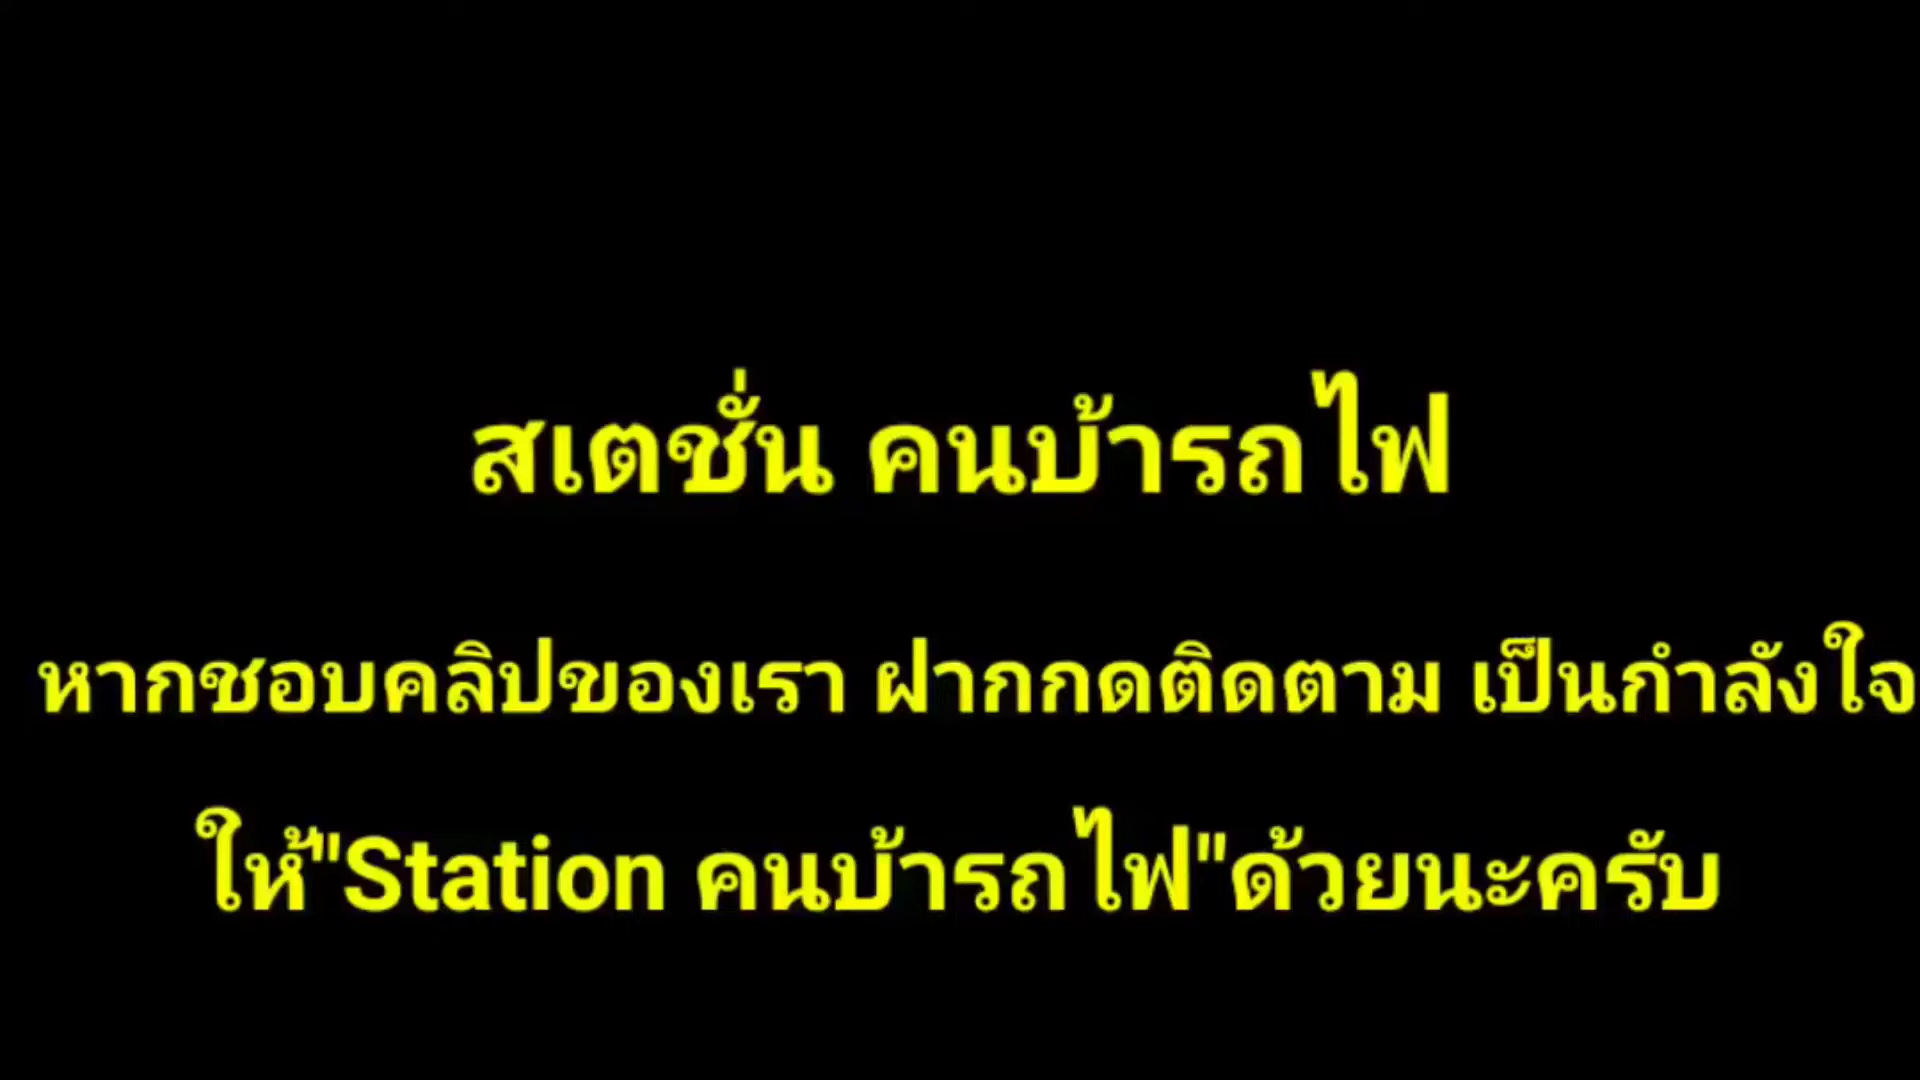 สเตชั่น คนบ้ารถไฟ
หากชอบคลิปของเรา ฝากกดติดตาม เป็นกำลังใจ
ให้"Station คนบ้ารถไฟ"ด้วยนะครับ